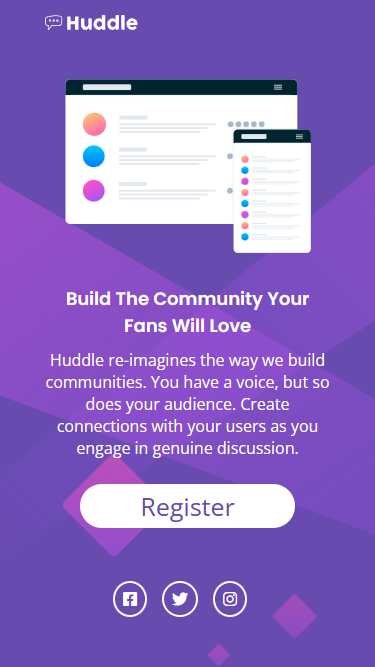 Huddle
Build The Community Your
Fans Will Love
Huddle re-imagines the way we build
communities. You have a voice, but so
does your audience. Create
connections with your users as you
engage in genuine discussion.
Register